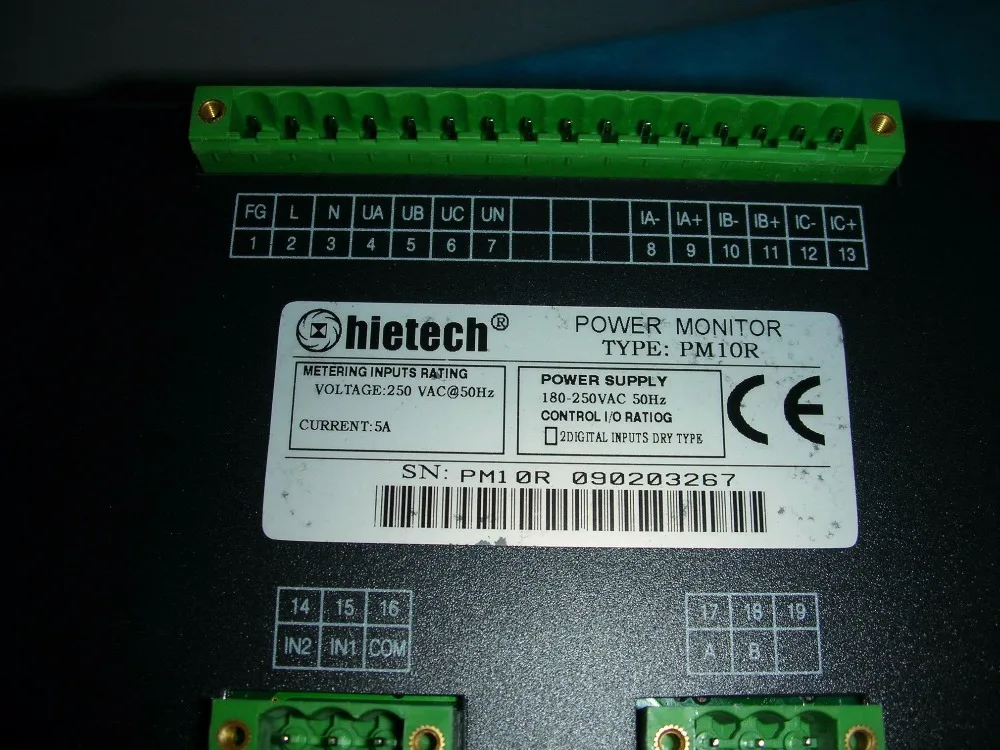 FG L N UA UB UC UN IA- IA+ IB- IB+ IC- IC+
1 2 3 4 5 6 7 8 9 10 11 12 13
hietech® POWER MONITOR
TYPE: PM10R
METERING INPUTS RATING
VOLTAGE:250 VAC@50Hz
CURRENT:5A
POWER SUPPLY
180-250VAC 50Hz
CONTROL I/O RATIOG
2DIGITAL INPUTS DRY TYPE
CE
SN: PM10R 090203267
14 15 16
IN2 IN1 COM
17 18 19
A B